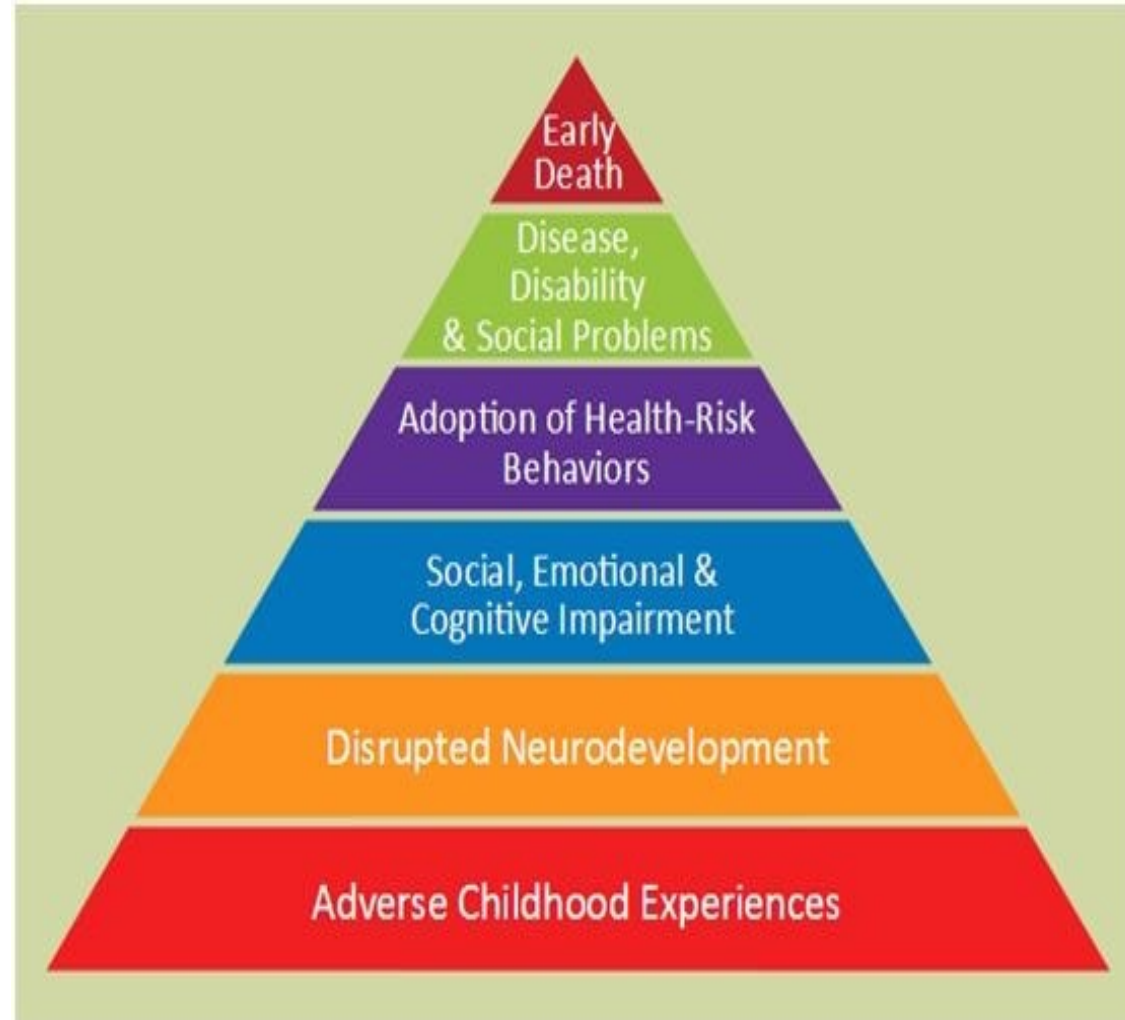 Early
Death
Disease,
Disability
& Social Problems
Adoption of Health-Risk
Behaviors
Social, Emotional &
Cognitive Impairment
Disrupted Neurodevelopment
Adverse Childhood Experiences